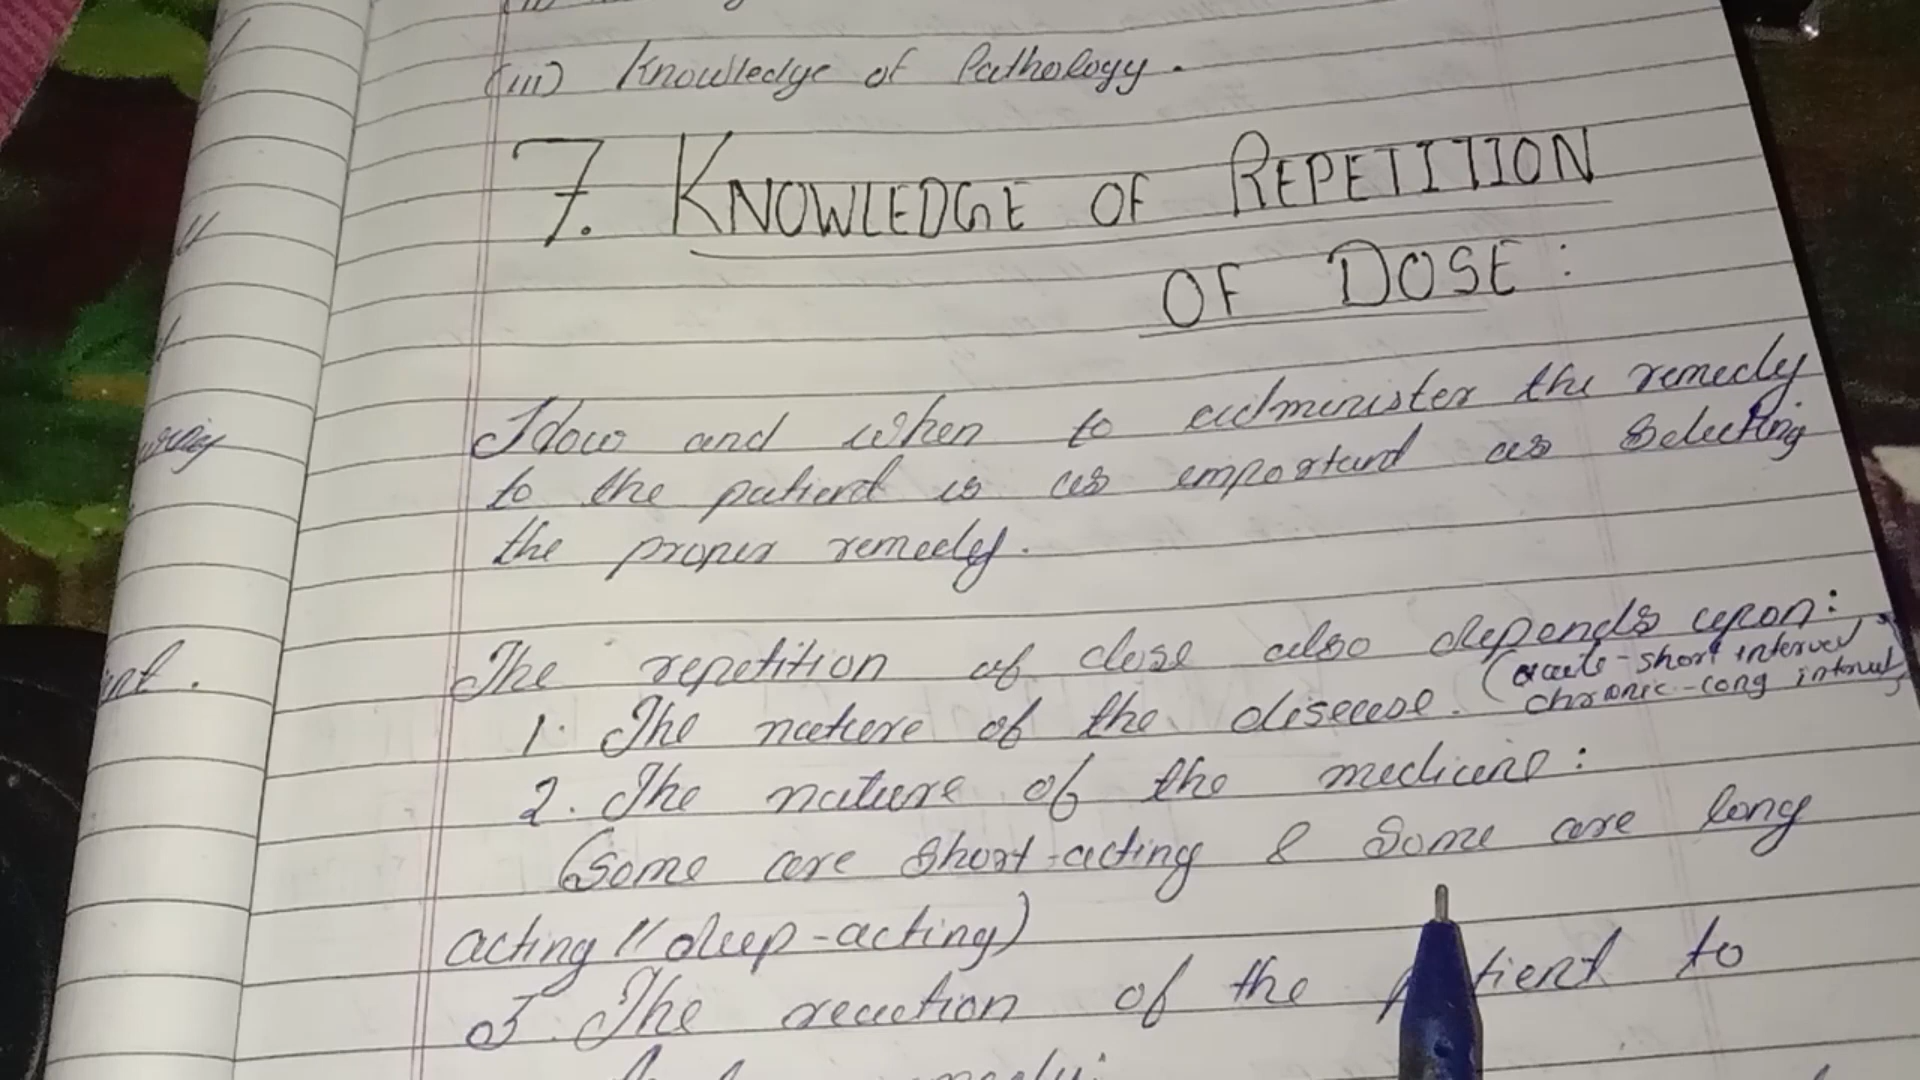 (iii) Knowledge of Pathology.
7. KNOWLEDGE OF REPETITION
OF DOSE:
How and when to administer the remedy
to the patient is as important as selecting
the proper remedy.
The repetition of dose also depends upon:
1. The nature of the disease. (acute - short interval
chronic - long interval)
2. The nature of the medicine:
(Some are short-acting & Some are long
acting // deep-acting)
3. The reaction of the patient to